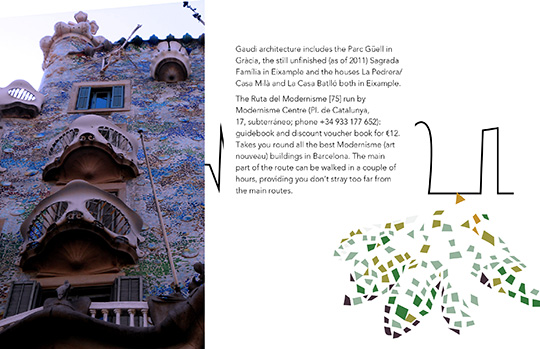 Gaudi architecture includes the Parc Güell in
Gràcia, the still unfinished (as of 2011) Sagrada
Família in Eixample and the houses La Pedrera/
Casa Milà and La Casa Batlló both in Eixample.
The Ruta del Modernisme [75] run by
Modernisme Centre (Pl. de Catalunya,
17, subterráneo; phone +34 933 177 652):
guidebook and discount voucher book for €12.
Takes you round all the best Modernisme (art
nouveau) buildings in Barcelona. The main
part of the route can be walked in a couple of
hours, providing you don't stray too far from
the main routes.